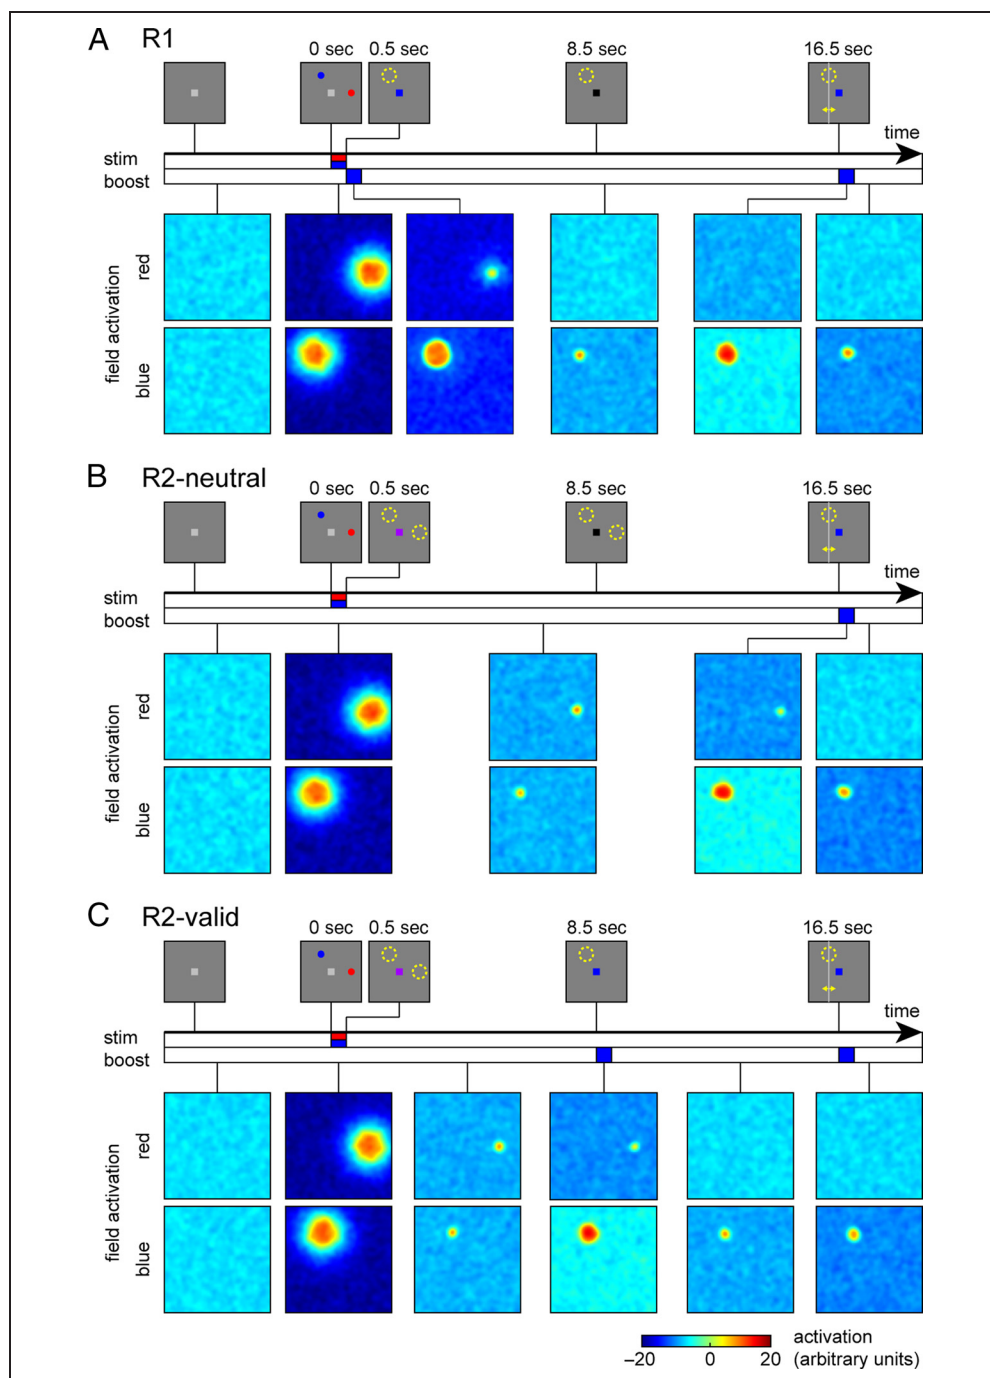 A R1
0 sec 0.5 sec 8.5 sec 16.5 sec
time
stim
boost
field activation
red
blue
B R2-neutral
0 sec 0.5 sec 8.5 sec 16.5 sec
time
stim
boost
field activation
red
blue
C R2-valid
0 sec 0.5 sec 8.5 sec 16.5 sec
time
stim
boost
field activation
red
blue
−20 0 20
activation
(arbitrary units)